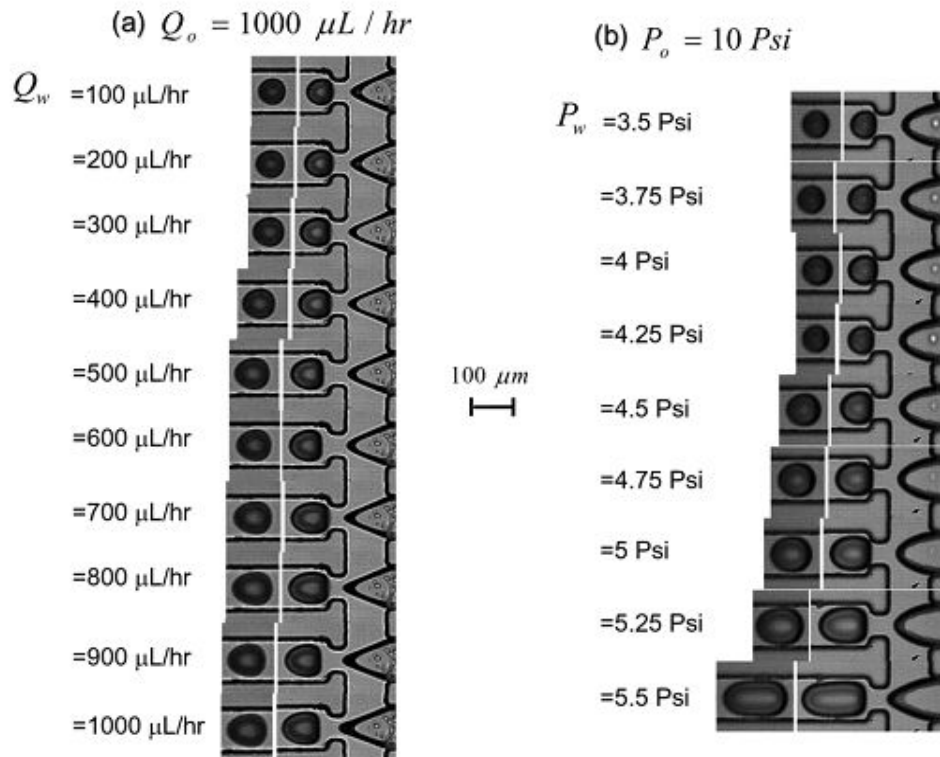 (a) Q_o = 1000 μL / hr
Q_w =100 μL/hr
=200 μL/hr
=300 μL/hr
=400 μL/hr
=500 μL/hr
=600 μL/hr
=700 μL/hr
=800 μL/hr
=900 μL/hr
=1000 μL/hr
100 μm
(b) P_o = 10 Psi
P_w =3.5 Psi
=3.75 Psi
=4 Psi
=4.25 Psi
=4.5 Psi
=4.75 Psi
=5 Psi
=5.25 Psi
=5.5 Psi